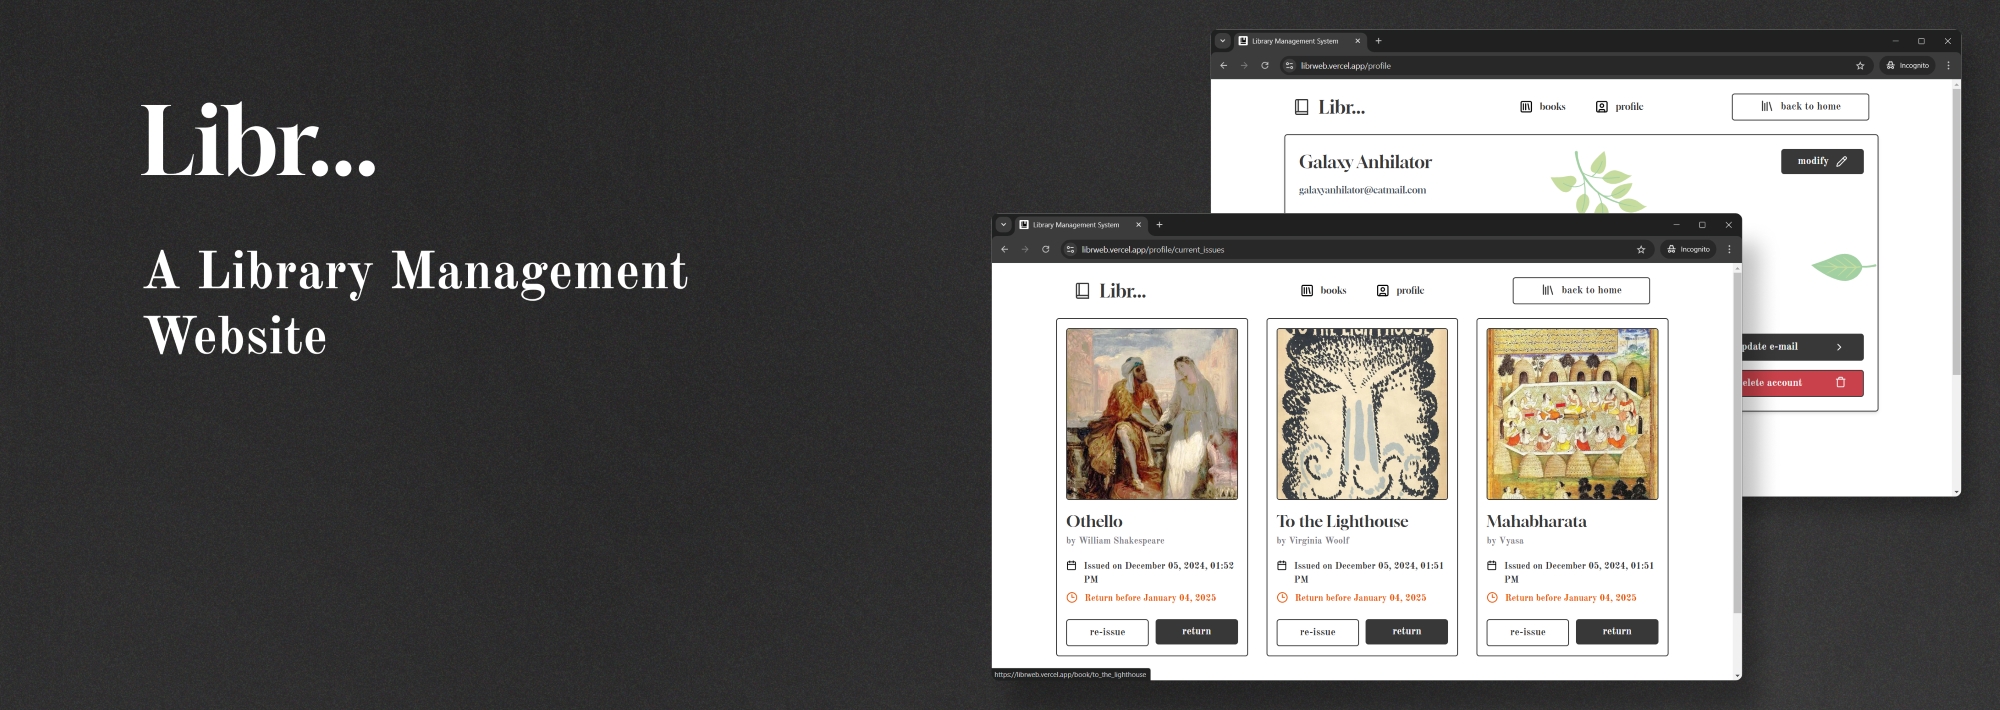 Libr...
A Library Management
Website
Library Management System
librweb.vercel.app/profile
Incognito
Libr...
books
profile
back to home
Galaxy Anhilator
galaxyanhilator@catmail.com
modify
pdate e-mail
elete account
Library Management System
librweb.vercel.app/profile/current_issues
Incognito
Libr...
books
profile
back to home
TO THE LIGHTHOUSE
Othello
by William Shakespeare
Issued on December 05, 2024, 01:52
PM
Return before January 04, 2025
re-issue
return
To the Lighthouse
by Virginia Woolf
Issued on December 05, 2024, 01:51
PM
Return before January 04, 2025
re-issue
return
Mahabharata
by Vyasa
Issued on December 05, 2024, 01:51
PM
Return before January 04, 2025
re-issue
return
https://librweb.vercel.app/book/to_the_lighthouse